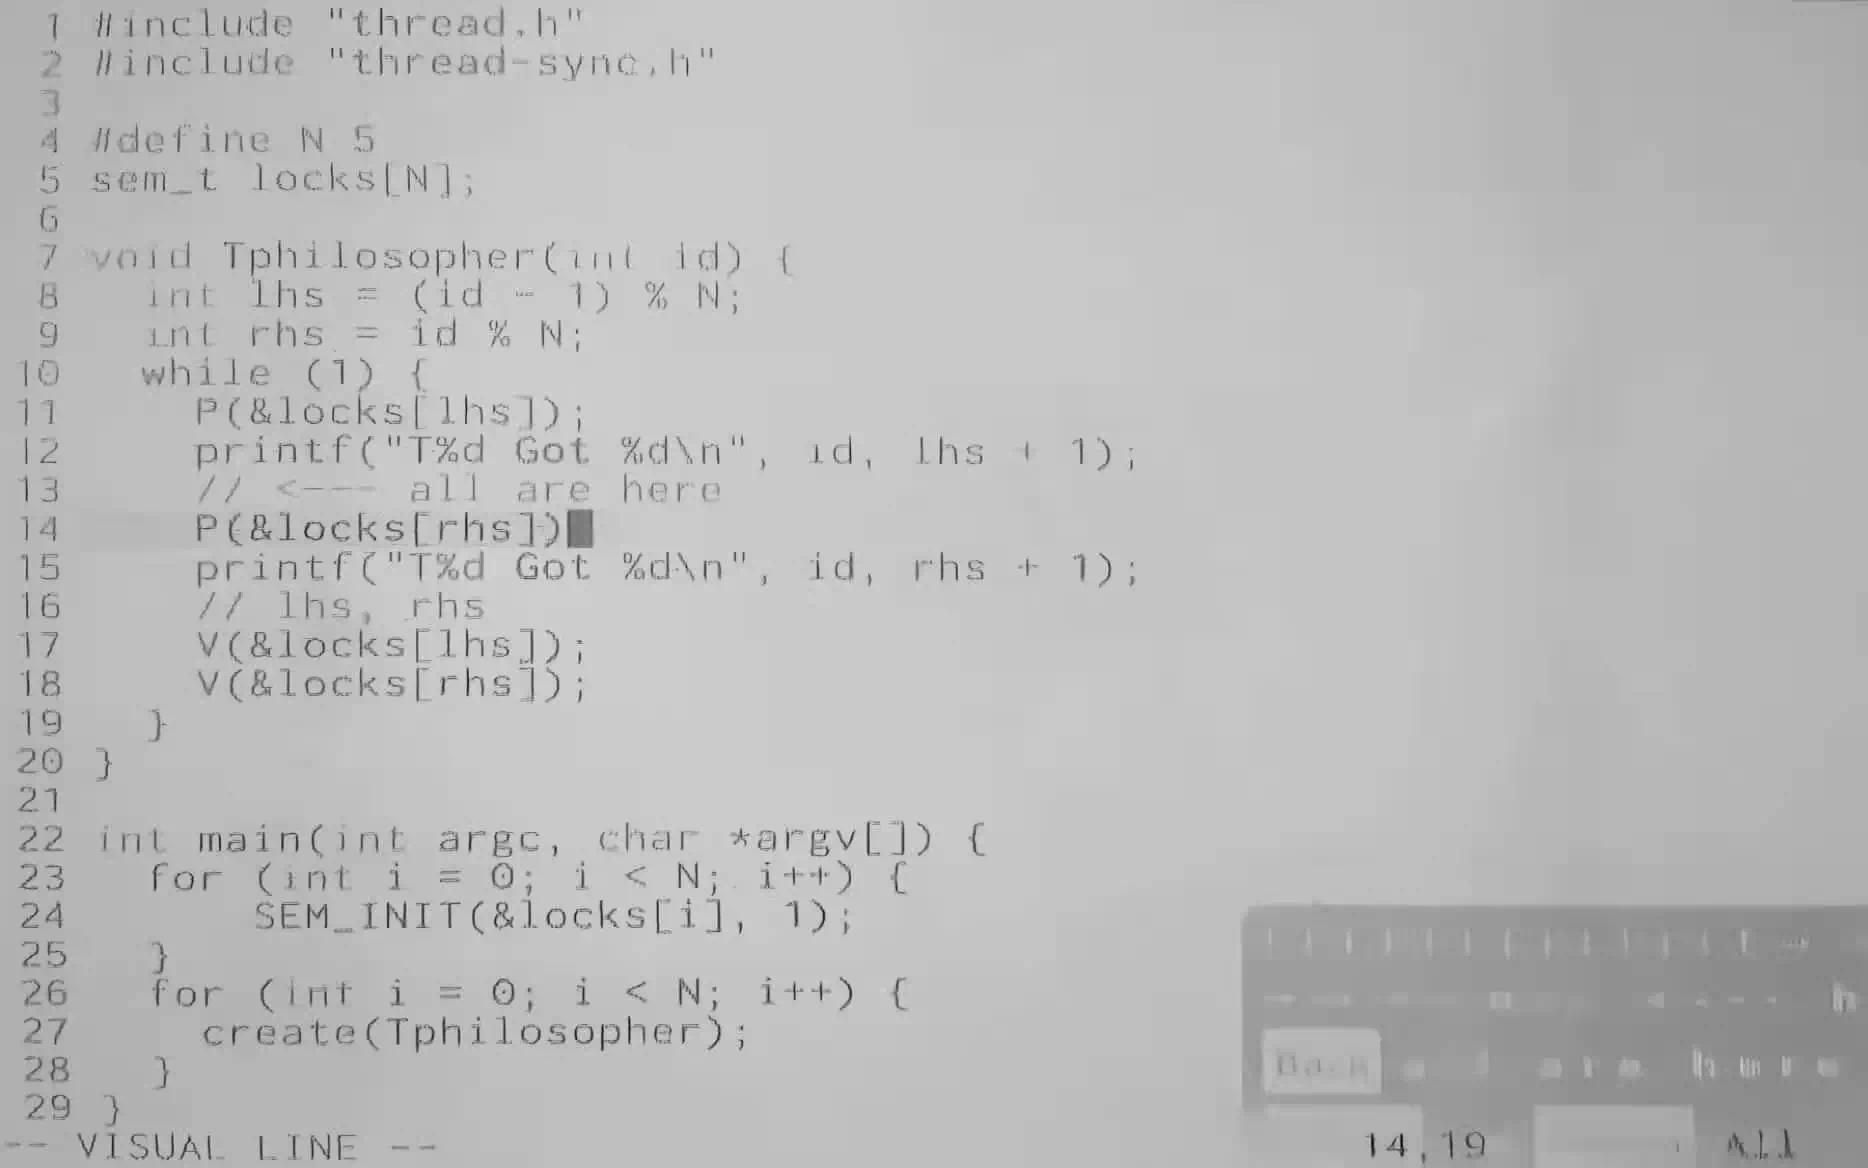 1 #include "thread.h"
2 #include "thread-sync.h"
3
4 #define N 5
5 sem_t locks[N];
6
7 void Tphilosopher(int id) {
8   int lhs = (id - 1) % N;
9   int rhs = id % N;
10   while (1) {
11     P(&locks[lhs]);
12     printf("T%d Got %d\n", id, lhs + 1);
13     // <--- all are here
14     P(&locks[rhs])
15     printf("T%d Got %d\n", id, rhs + 1);
16     // lhs, rhs
17     V(&locks[lhs]);
18     V(&locks[rhs]);
19   }
20 }
21
22 int main(int argc, char *argv[]) {
23   for (int i = 0; i < N; i++) {
24       SEM_INIT(&locks[i], 1);
25   }
26   for (int i = 0; i < N; i++) {
27     create(Tphilosopher);
28   }
29 }
Back are here
-- VISUAL LINE -- 14,19 All